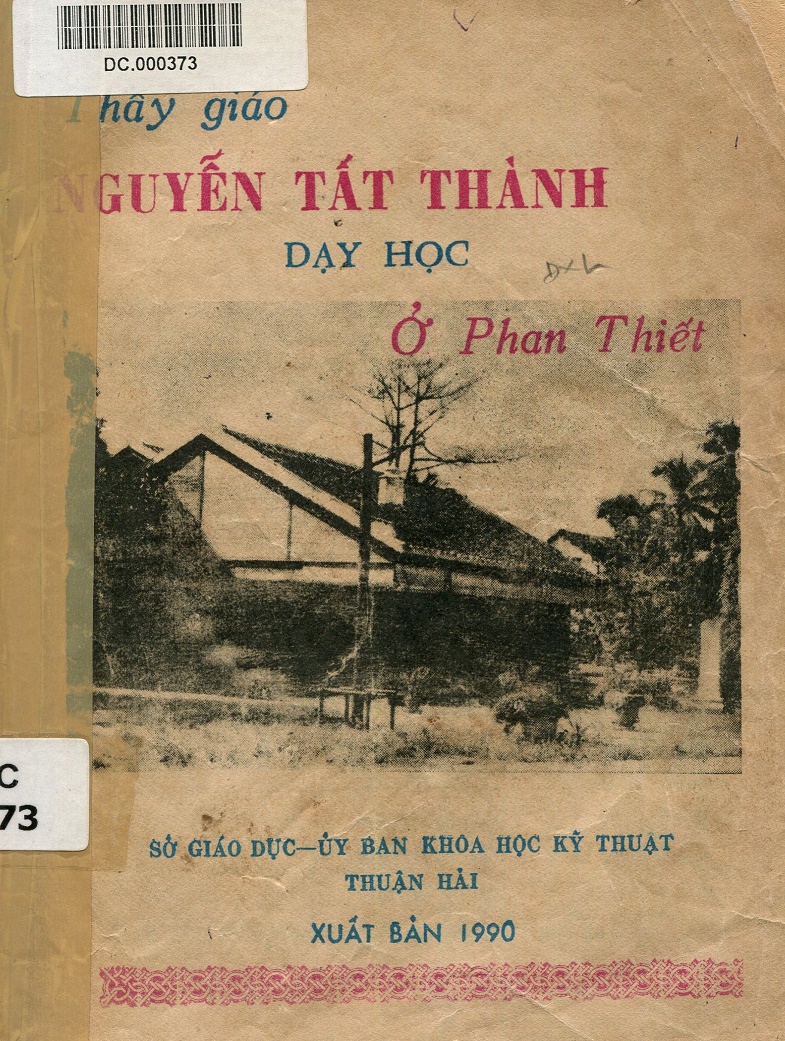 DC.000373
Thầy giáo
NGUYỄN TẤT THÀNH
DẠY HỌC
Ở Phan Thiết
C
73
SỞ GIÁO DỤC—ỦY BAN KHOA HỌC KỸ THUẬT
THUẬN HẢI
XUẤT BẢN 1990